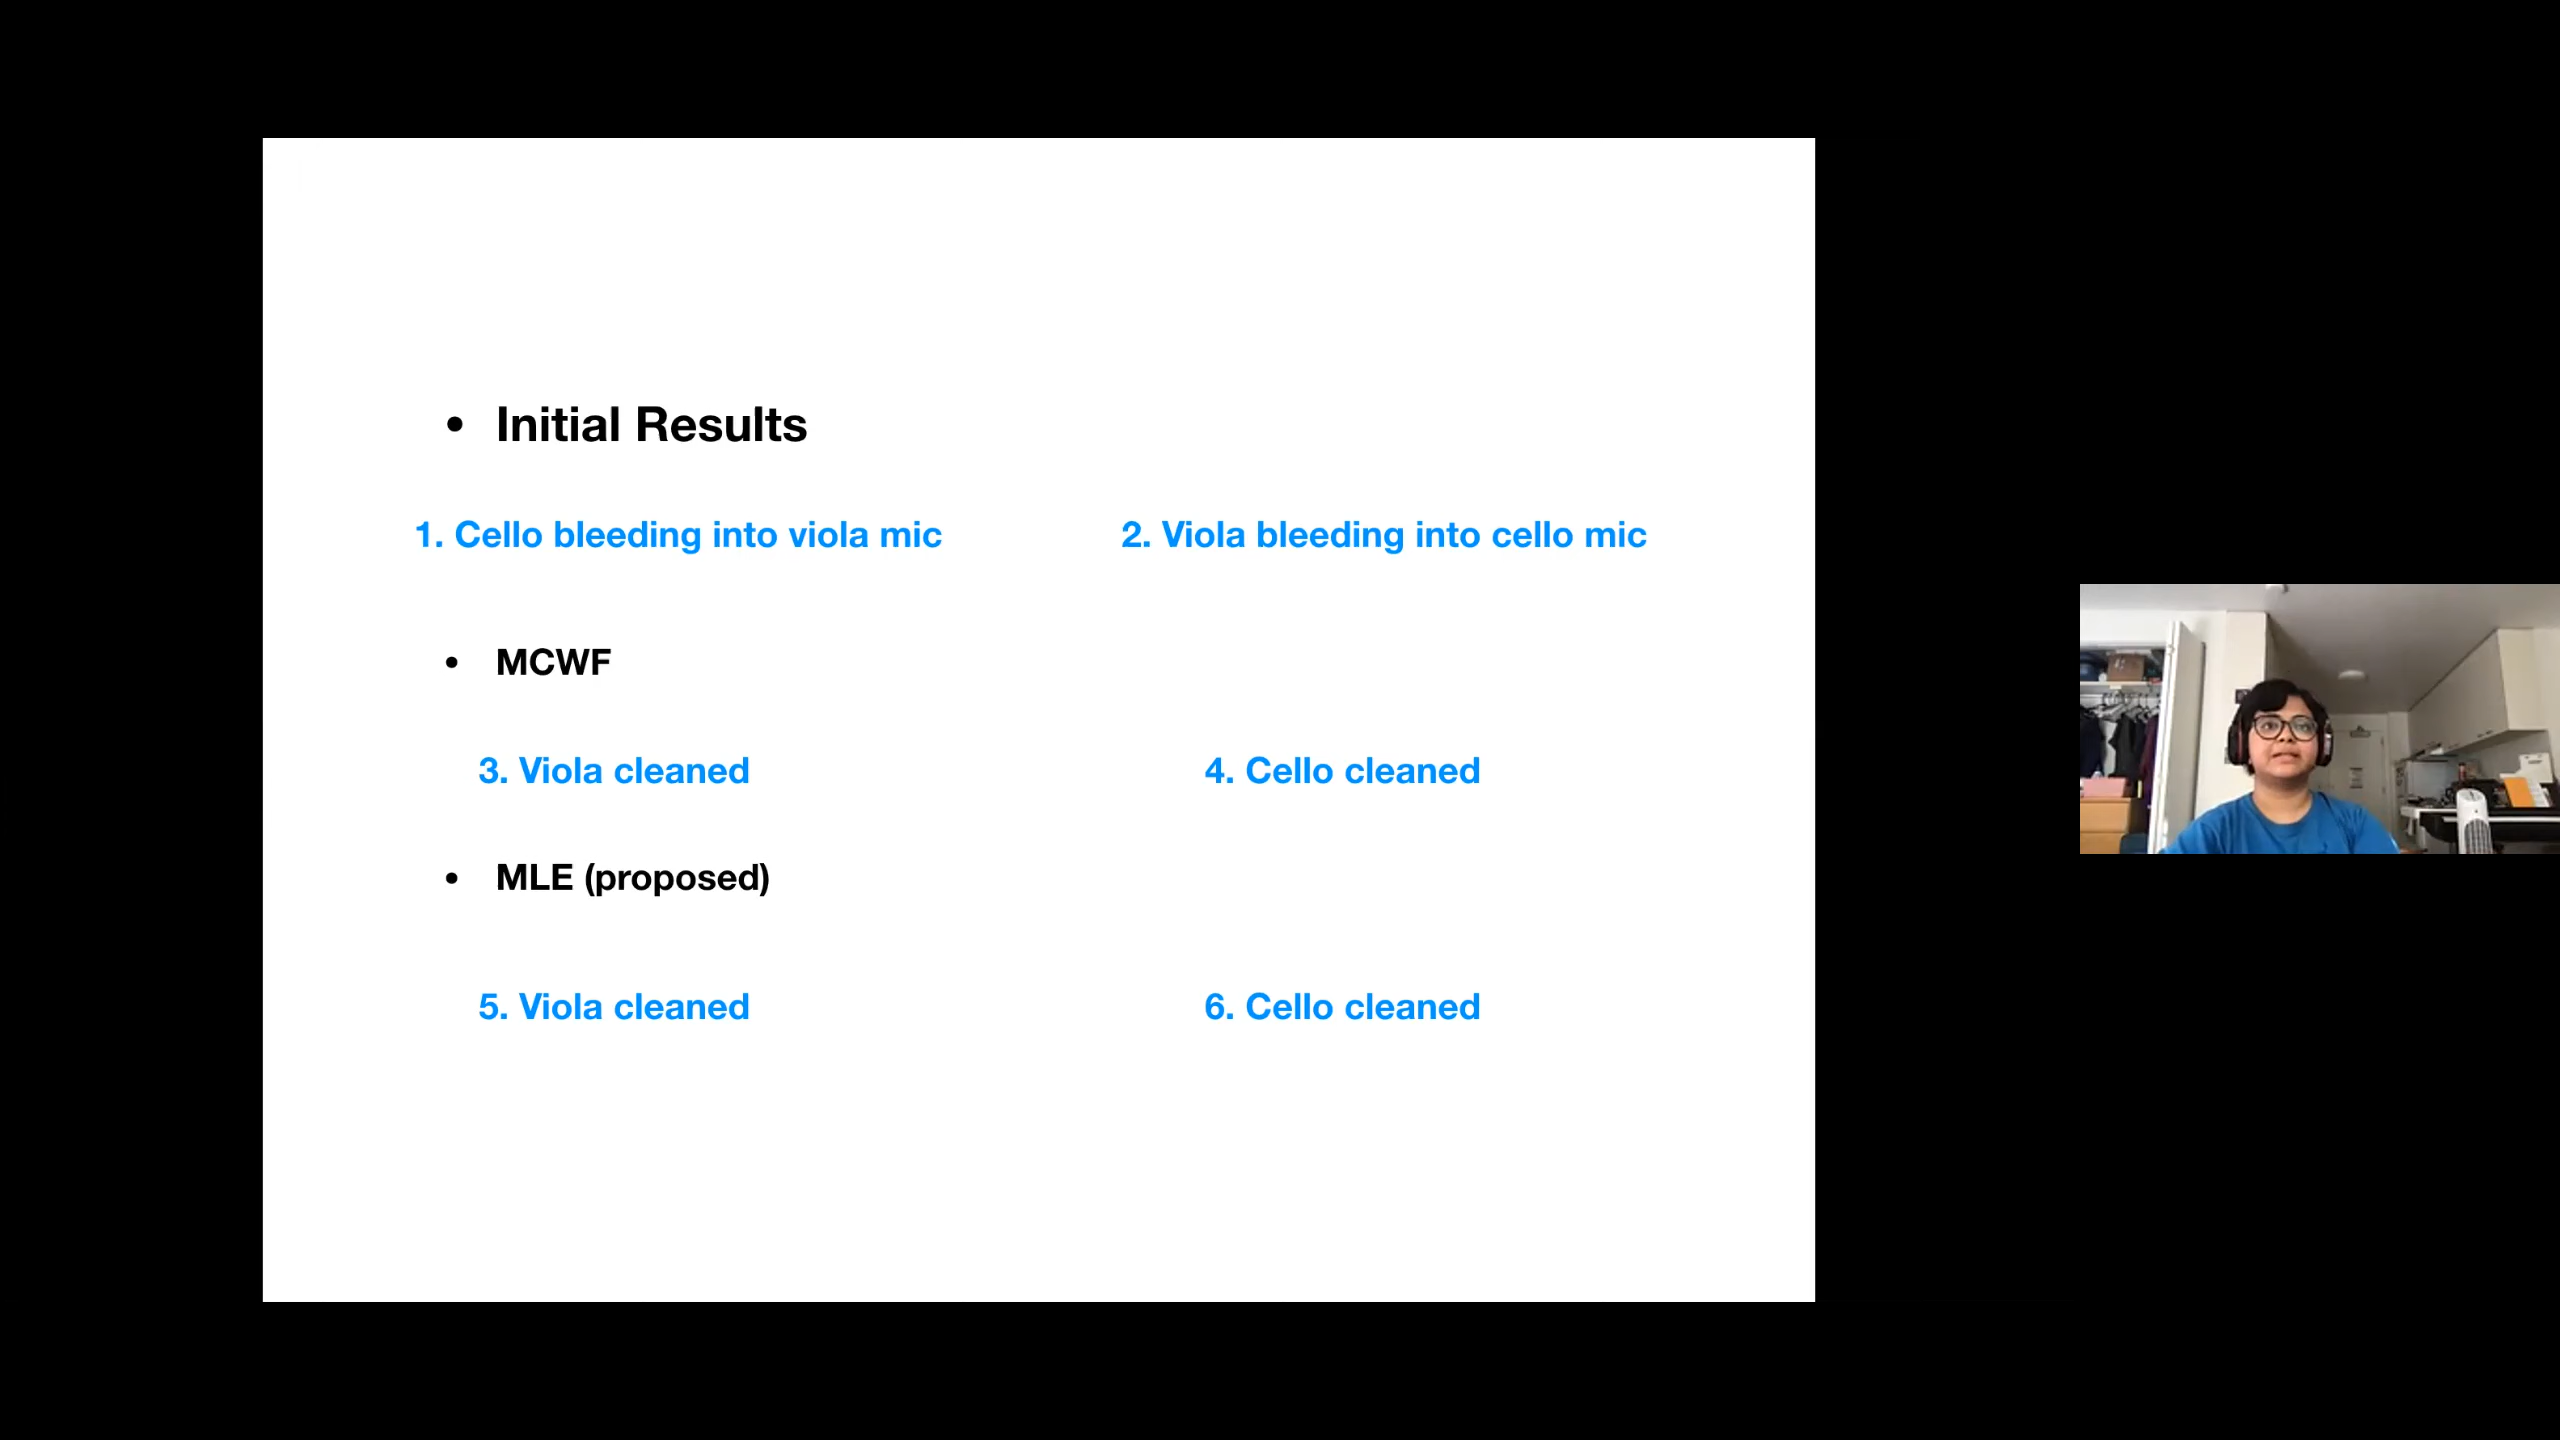 • Initial Results
1. Cello bleeding into viola mic
2. Viola bleeding into cello mic
• MCWF
3. Viola cleaned
4. Cello cleaned
• MLE (proposed)
5. Viola cleaned
6. Cello cleaned